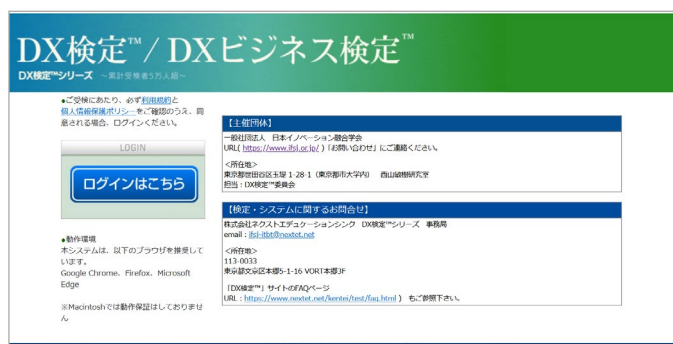 DX検定™/ DXビジネス検定™
DX検定™シリーズ ～累計受検者5万人超～
●ご受検にあたり、必ず利用規約と
個人情報保護ポリシーをご確認のうえ、同
意される場合、ログインください。
LOGIN
ログインはこちら
●動作環境
本システムは、以下のブラウザを推奨して
います。
Google Chrome、Firefox、Microsoft
Edge
※Macintoshでは動作保証はしておりませ
ん
【主催団体】
一般社団法人 日本イノベーション融合学会
URL( https://www.ifsj.or.jp/ )「お問い合わせ」にご連絡ください。
<所在地>
東京都世田谷区玉堤 1-28-1（東京都市大学内） 西山敏樹研究室
担当：DX検定™委員会
【検定・システムに関するお問合せ】
株式会社ネクストエデュケーションシンク DX検定™シリーズ 事務局
email : ifsj-itbt@nextet.net
<所在地>
113-0033
東京都文京区本郷5-1-16 VORT本郷3F
「DX検定™」サイトのFAQページ
URL : https://www.nextet.net/kentei/test/faq.html ) もご参照下さい。